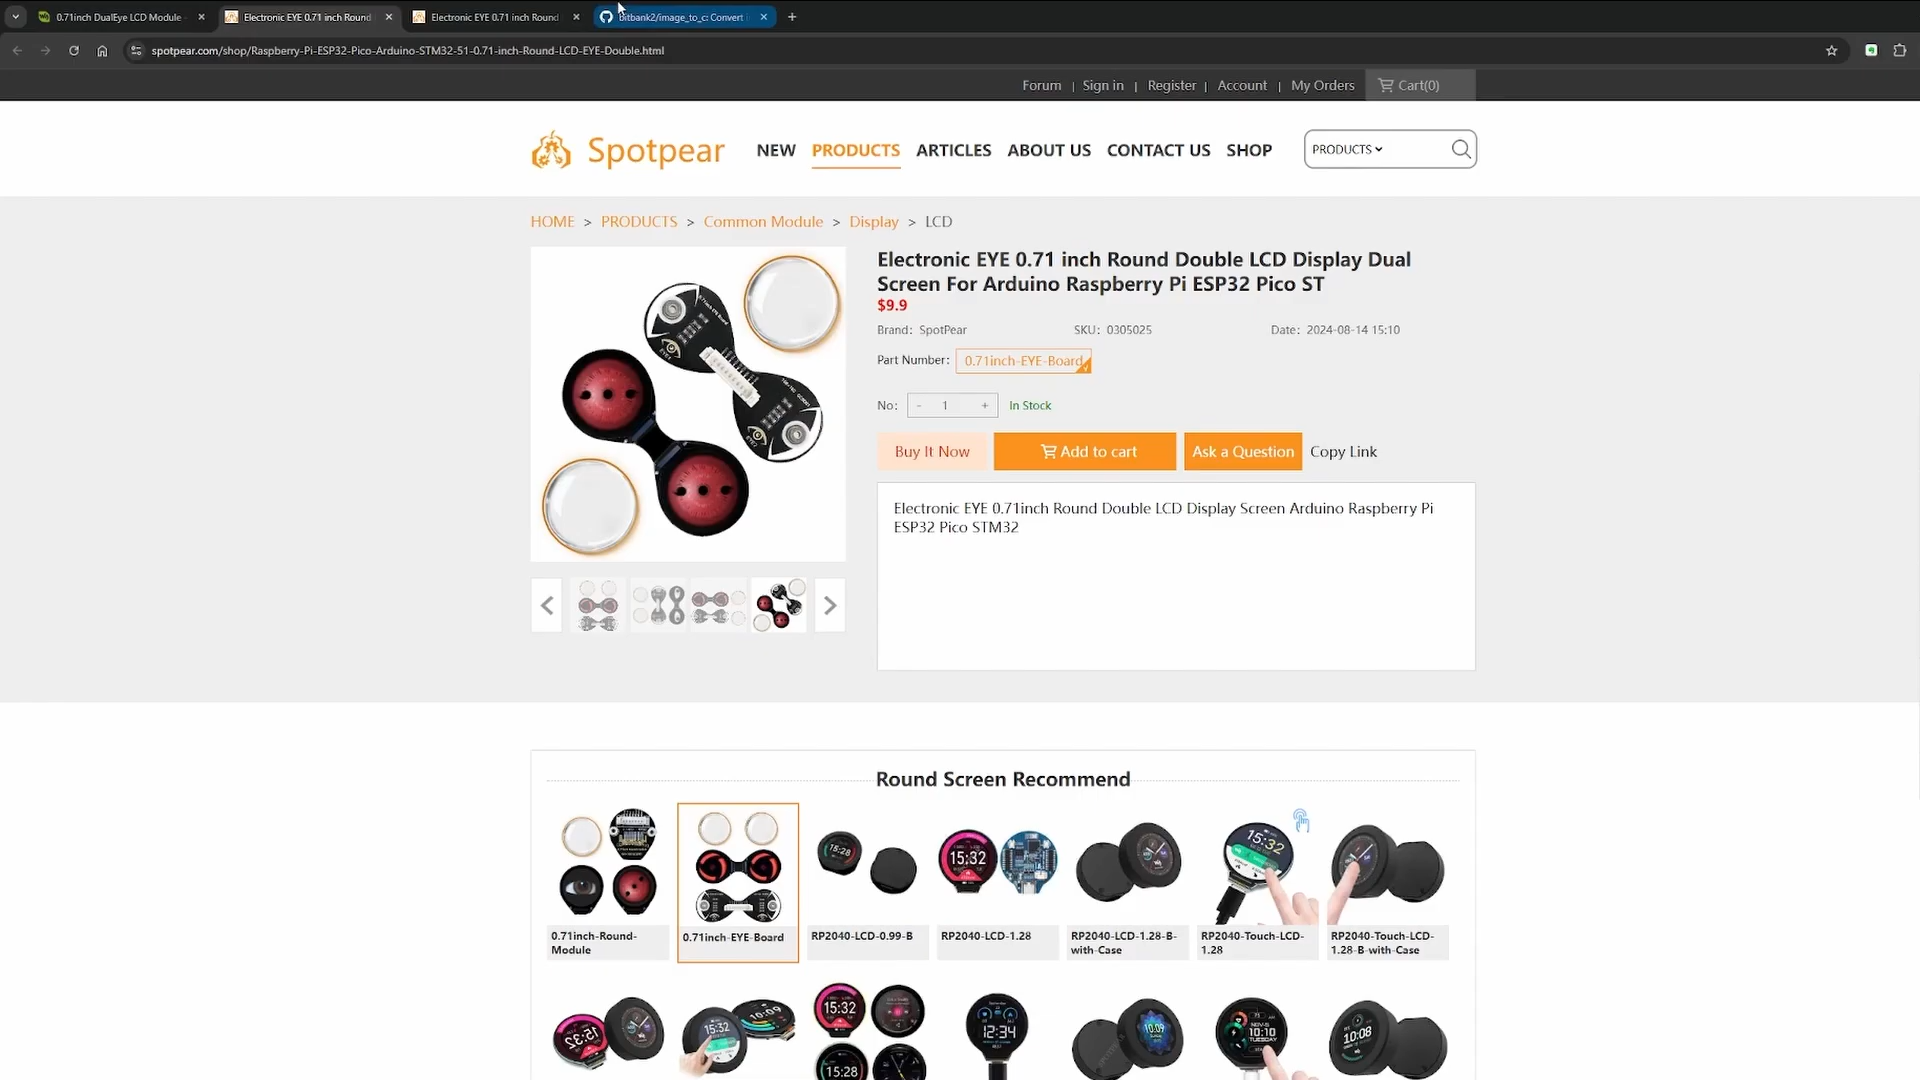 0.71inch DualEye LCD Module
Electronic EYE 0.71 inch Round
Electronic EYE 0.71 inch Round
bitbank2/image_to_c: Convert
spotpear.com/shop/Raspberry-Pi-ESP32-Pico-Arduino-STM32-51-0.71-inch-Round-LCD-EYE-Double.html
Forum | Sign in | Register | Account | My Orders Cart(0)
Spotpear NEW PRODUCTS ARTICLES ABOUT US CONTACT US SHOP PRODUCTS
HOME > PRODUCTS > Common Module > Display > LCD
Electronic EYE 0.71 inch Round Double LCD Display Dual
Screen For Arduino Raspberry Pi ESP32 Pico ST
$9.9
Brand: SpotPear SKU: 0305025 Date: 2024-08-14 15:10
Part Number: 0.71inch-EYE-Board
No: - 1 + In Stock
Buy It Now Add to cart Ask a Question Copy Link
Electronic EYE 0.71inch Round Double LCD Display Screen Arduino Raspberry Pi
ESP32 Pico STM32
Round Screen Recommend
0.71inch-Round-
Module
0.71inch-EYE-Board
RP2040-LCD-0.99-B
RP2040-LCD-1.28
RP2040-LCD-1.28-B-
with-Case
RP2040-Touch-LCD-
1.28
RP2040-Touch-LCD-
1.28-B-with-Case
15:28
15:32
15:32
15:32
10:09
15:32
15:28
12:34
10:09
NOV-5
10:10
TUESDAY
10:08